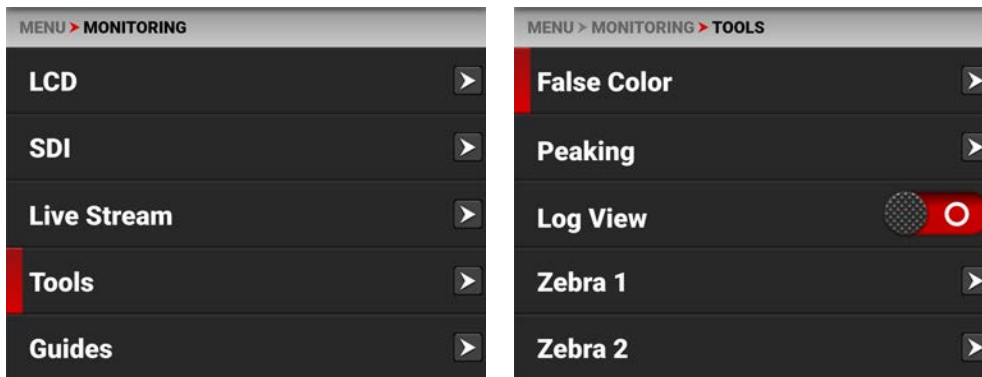 MENU > MONITORING
LCD
SDI
Live Stream
Tools
Guides
MENU > MONITORING > TOOLS
False Color
Peaking
Log View
Zebra 1
Zebra 2